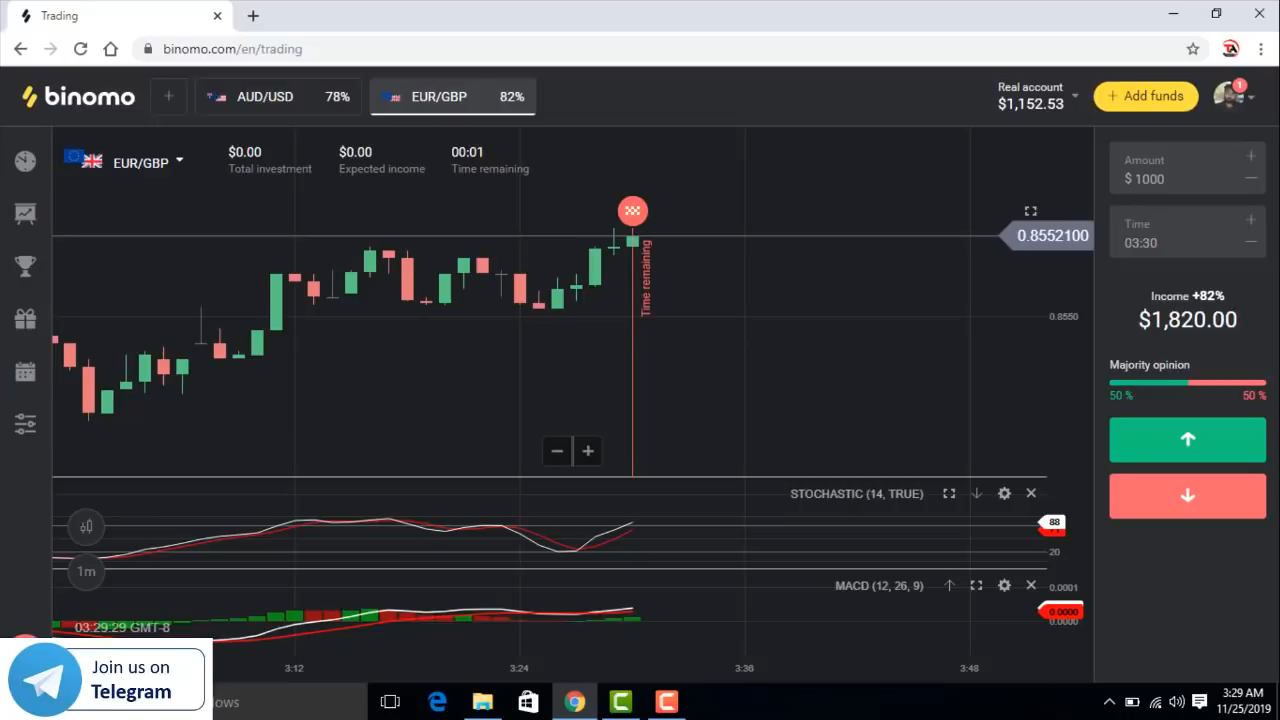 Trading
binomo.com/en/trading
binomo
AUD/USD 78%
EUR/GBP 82%
Real account
$1,152.53
+ Add funds
1
EUR/GBP
$0.00
Total investment
$0.00
Expected income
00:01
Time remaining
Time remaining
0.8552100
0.8550
Amount
$ 1000
Time
03:30
Income +82%
$1,820.00
Majority opinion
50 %
50 %
STOCHASTIC (14, TRUE)
88
20
1m
MACD (12, 26, 9)
0.0001
0.0000
0.0000
03:29:29 GMT-8
3:12
3:24
3:36
3:48
Join us on
Telegram
3:29 AM
11/25/2019